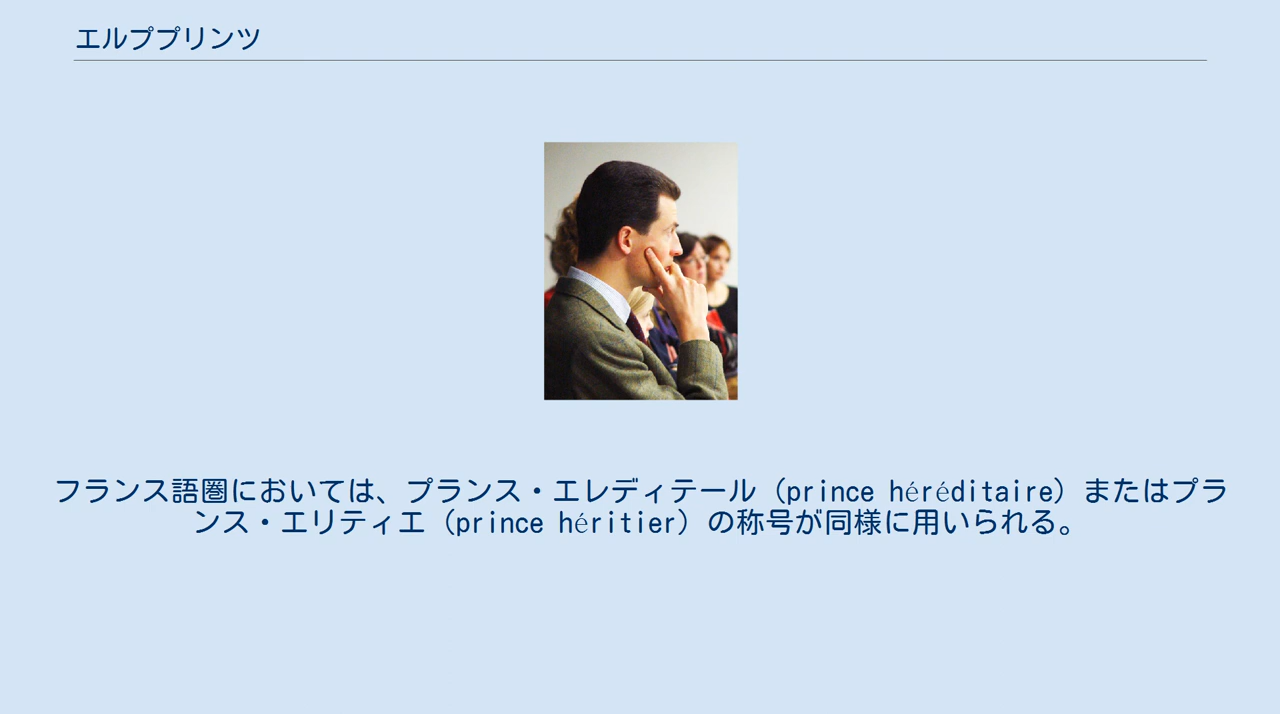 エルププリンツ
フランス語圏においては、プランス・エレディテール（prince héréditaire）またはプラ
ンス・エリティエ（prince héritier）の称号が同様に用いられる。